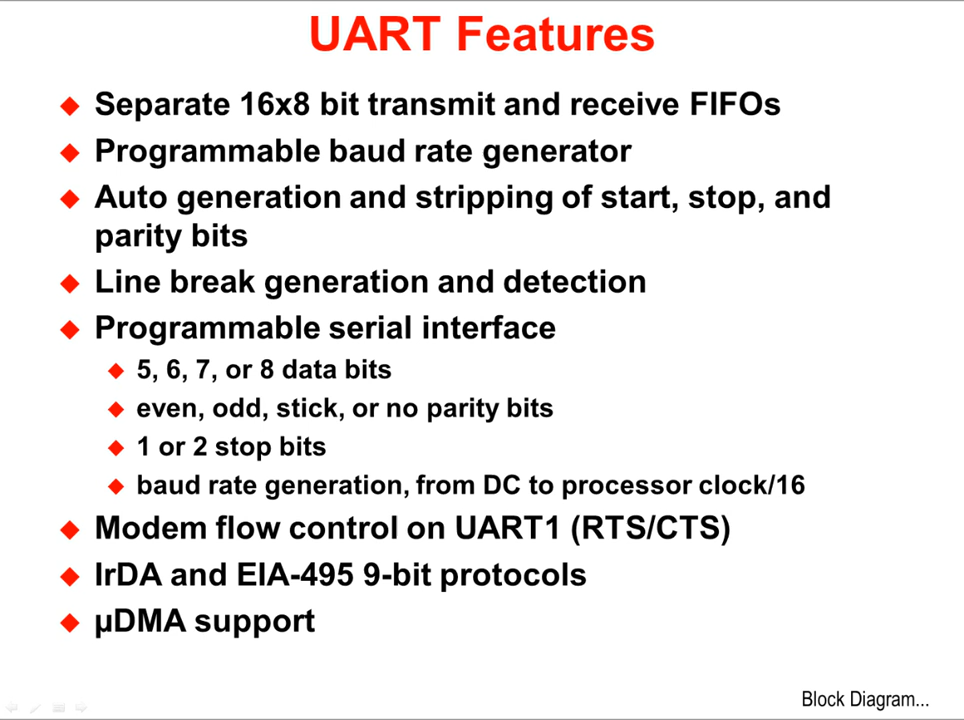 UART Features
Separate 16x8 bit transmit and receive FIFOs
Programmable baud rate generator
Auto generation and stripping of start, stop, and
parity bits
Line break generation and detection
Programmable serial interface
5, 6, 7, or 8 data bits
even, odd, stick, or no parity bits
1 or 2 stop bits
baud rate generation, from DC to processor clock/16
Modem flow control on UART1 (RTS/CTS)
IrDA and EIA-495 9-bit protocols
µDMA support
Block Diagram...